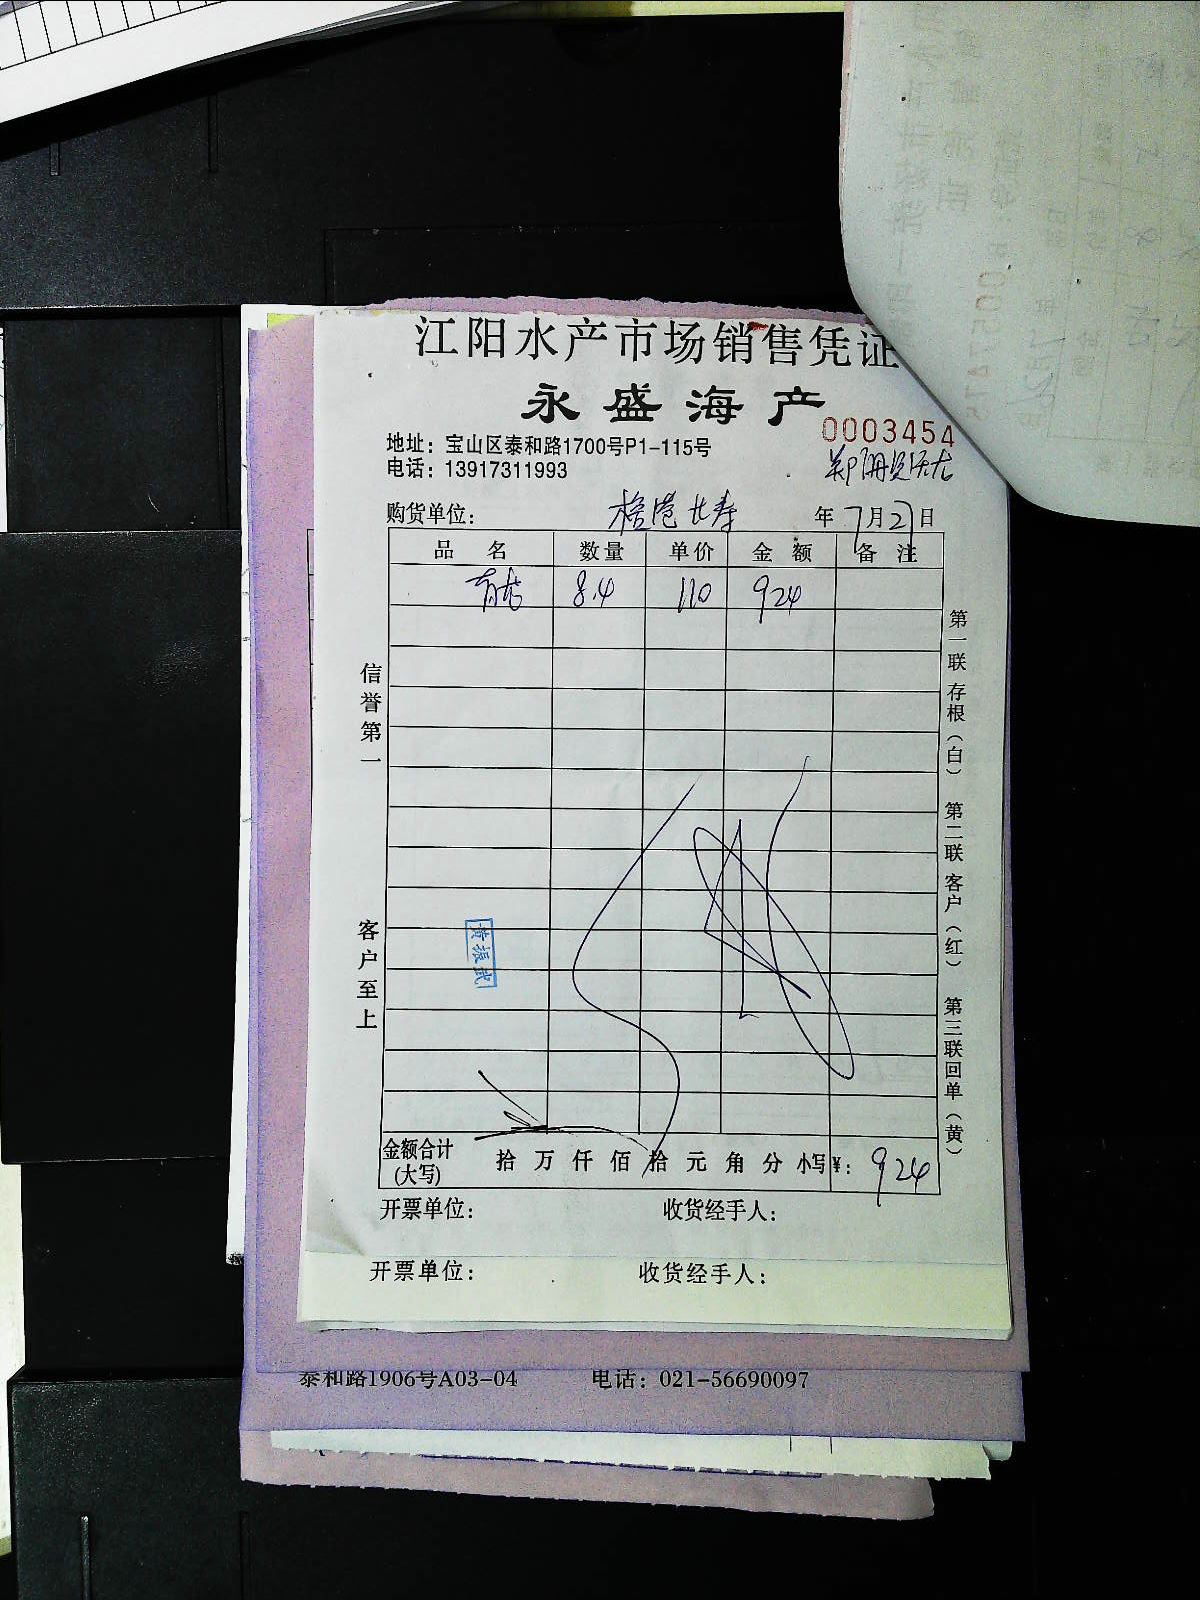 江阳水产市场销售凭证
永盛海产
0003454
地址：宝山区泰和路1700号P1-115号
电话：13917311993
购货单位： 长寿 年7月21日
品名 数量 单价 金额 备注
8.4 110 924
信誉第一
客户至上
第一联 存根（白） 第二联 客户（红） 第三联 回单（黄）
黄振武
金额合计（大写） 拾 万 仟 佰 拾 元 角 分 小写¥：924
开票单位： 收货经手人：
开票单位： 收货经手人：
泰和路1906号A03-04 电话：021-56690097